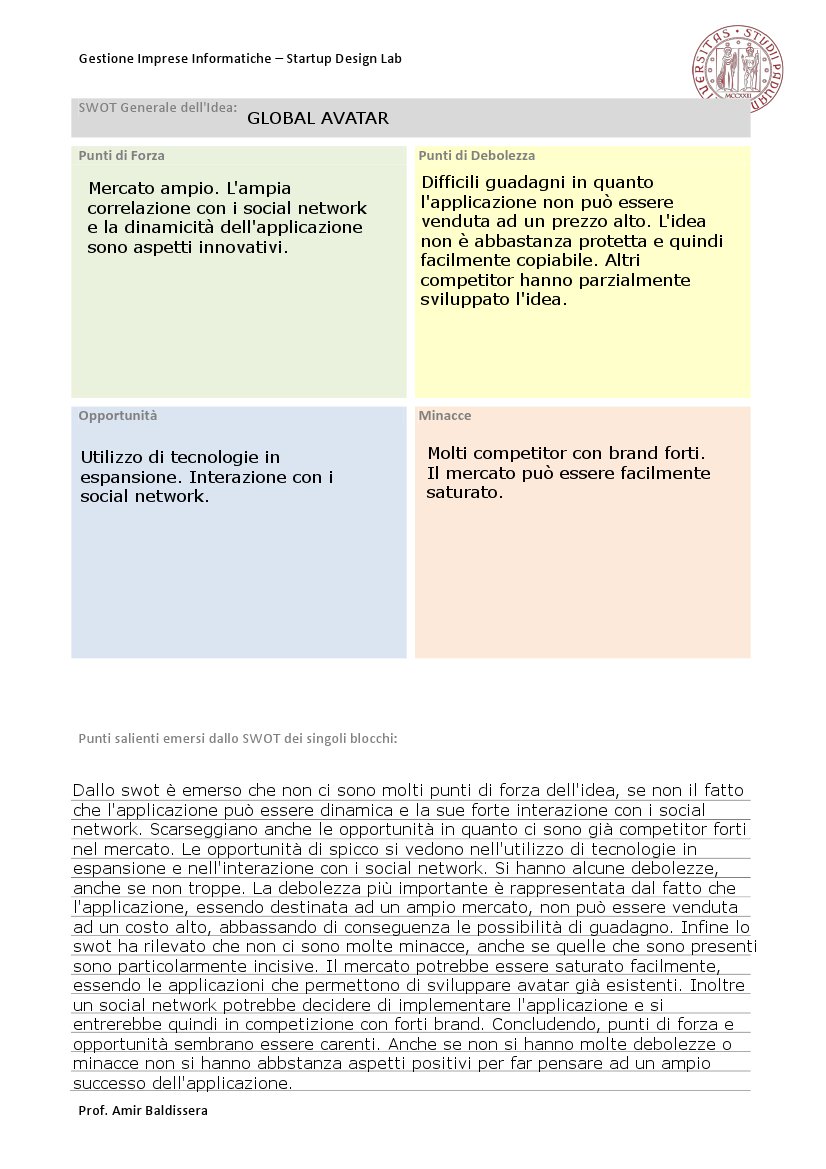 Gestione Imprese Informatiche – Startup Design Lab
UNIVERSITAS STUDII PADUANI
MCCXXII
SWOT Generale dell'Idea:
GLOBAL AVATAR
Punti di Forza
Mercato ampio. L'ampia
correlazione con i social network
e la dinamicità dell'applicazione
sono aspetti innovativi.
Punti di Debolezza
Difficili guadagni in quanto
l'applicazione non può essere
venduta ad un prezzo alto. L'idea
non è abbastanza protetta e quindi
facilmente copiabile. Altri
competitor hanno parzialmente
sviluppato l'idea.
Opportunità
Utilizzo di tecnologie in
espansione. Interazione con i
social network.
Minacce
Molti competitor con brand forti.
Il mercato può essere facilmente
saturato.
Punti salienti emersi dallo SWOT dei singoli blocchi:
Dallo swot è emerso che non ci sono molti punti di forza dell'idea, se non il fatto
che l'applicazione può essere dinamica e la sue forte interazione con i social
network. Scarseggiano anche le opportunità in quanto ci sono già competitor forti
nel mercato. Le opportunità di spicco si vedono nell'utilizzo di tecnologie in
espansione e nell'interazione con i social network. Si hanno alcune debolezze,
anche se non troppe. La debolezza più importante è rappresentata dal fatto che
l'applicazione, essendo destinata ad un ampio mercato, non può essere venduta
ad un costo alto, abbassando di conseguenza le possibilità di guadagno. Infine lo
swot ha rilevato che non ci sono molte minacce, anche se quelle che sono presenti
sono particolarmente incisive. Il mercato potrebbe essere saturato facilmente,
essendo le applicazioni che permettono di sviluppare avatar già esistenti. Inoltre
un social network potrebbe decidere di implementare l'applicazione e si
entrerebbe quindi in competizione con forti brand. Concludendo, punti di forza e
opportunità sembrano essere carenti. Anche se non si hanno molte debolezze o
minacce non si hanno abbstanza aspetti positivi per far pensare ad un ampio
successo dell'applicazione.
Prof. Amir Baldissera